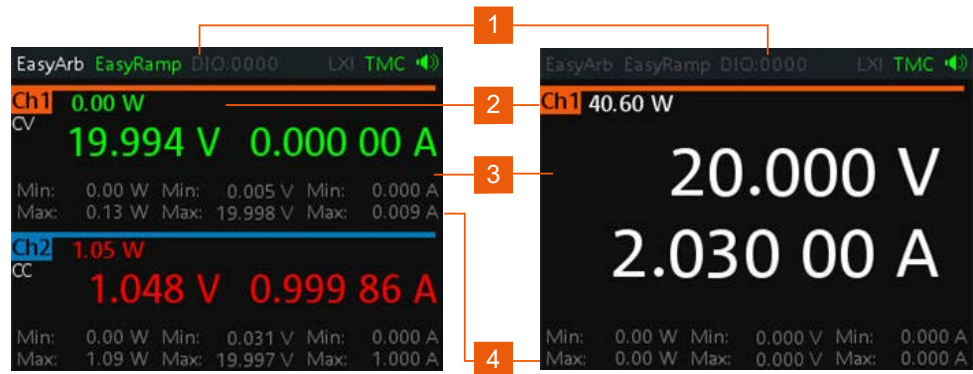 1
EasyArb EasyRamp DIO:0000 LXI TMC
Ch1 0.00 W
CV
19.994 V 0.000 00 A
Min: 0.00 W Min: 0.005 V Min: 0.000 A
Max: 0.13 W Max: 19.998 V Max: 0.009 A
Ch2 1.05 W
CC
1.048 V 0.999 86 A
Min: 0.00 W Min: 0.031 V Min: 0.000 A
Max: 1.09 W Max: 19.997 V Max: 1.000 A
2
3
4
EasyArb EasyRamp DIO:0000 LXI TMC
Ch1 40.60 W
20.000 V
2.030 00 A
Min: 0.00 W Min: 0.000 V Min: 0.000 A
Max: 0.00 W Max: 0.000 V Max: 0.000 A